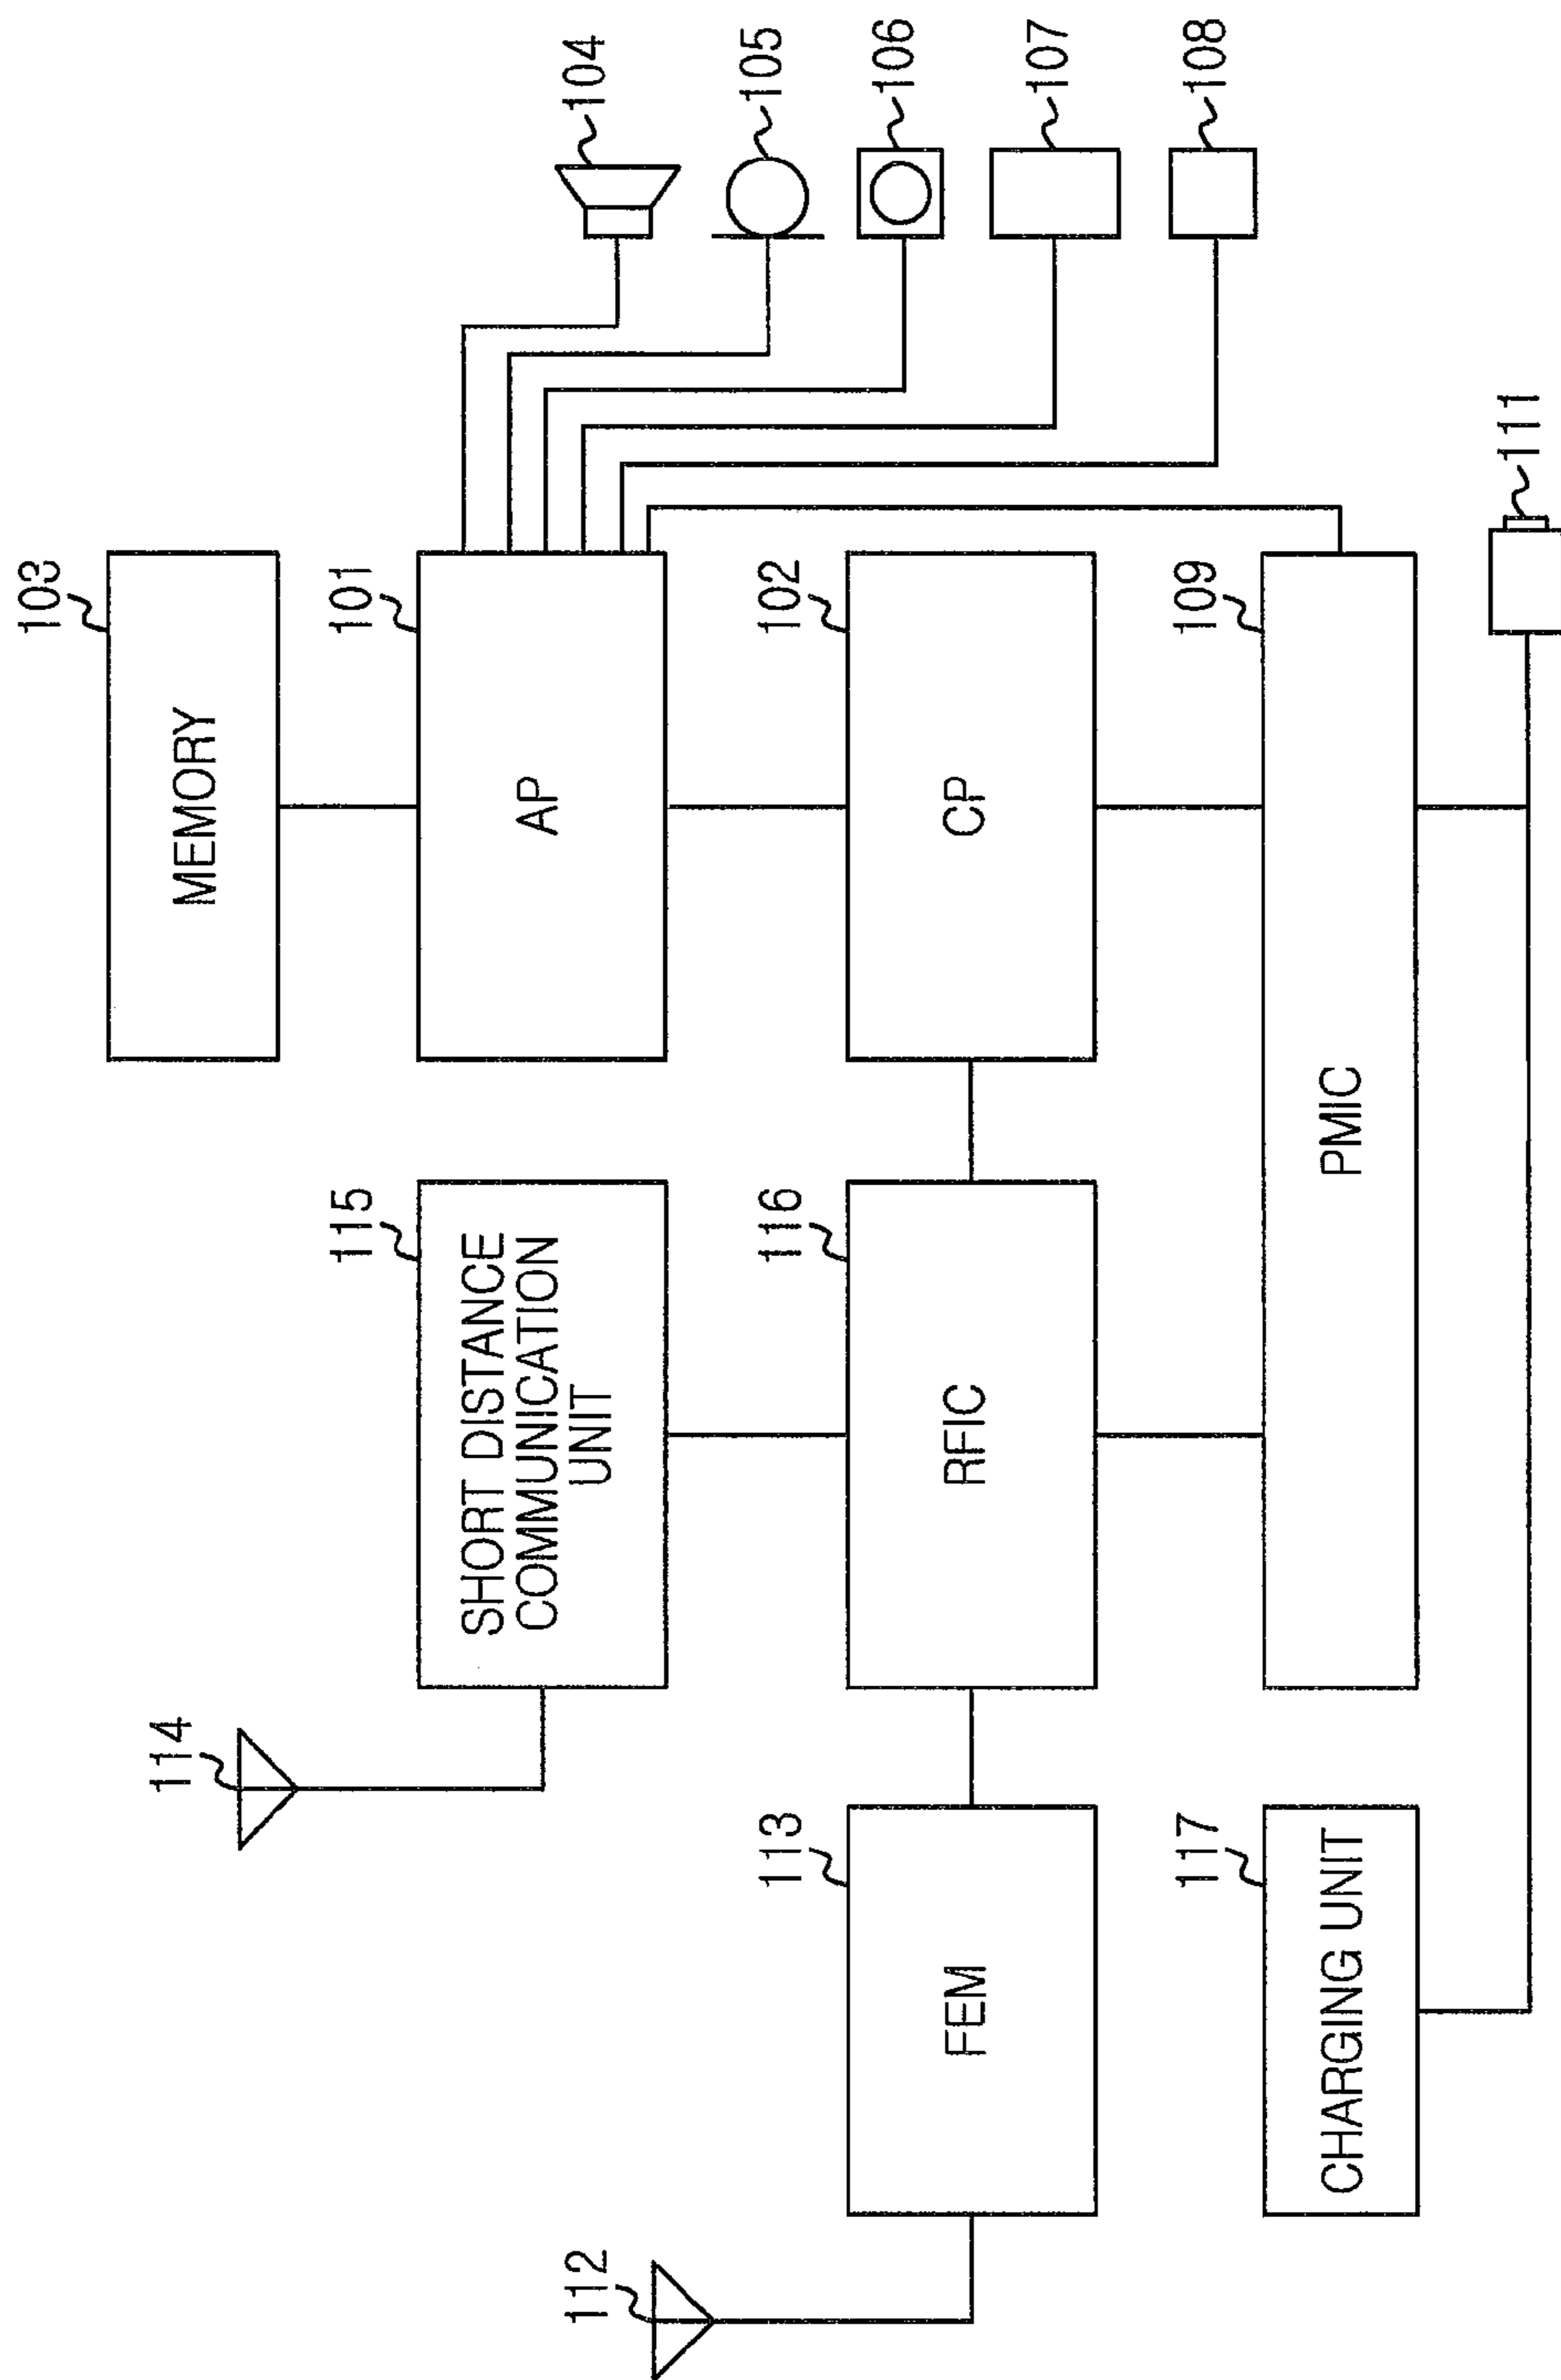 103
MEMORY
114
115
SHORT DISTANCE
COMMUNICATION
UNIT
101
AP
104
105
106
107
108
112
113
FEM
116
RFIC
102
CP
117
CHARGING UNIT
109
PMIC
111